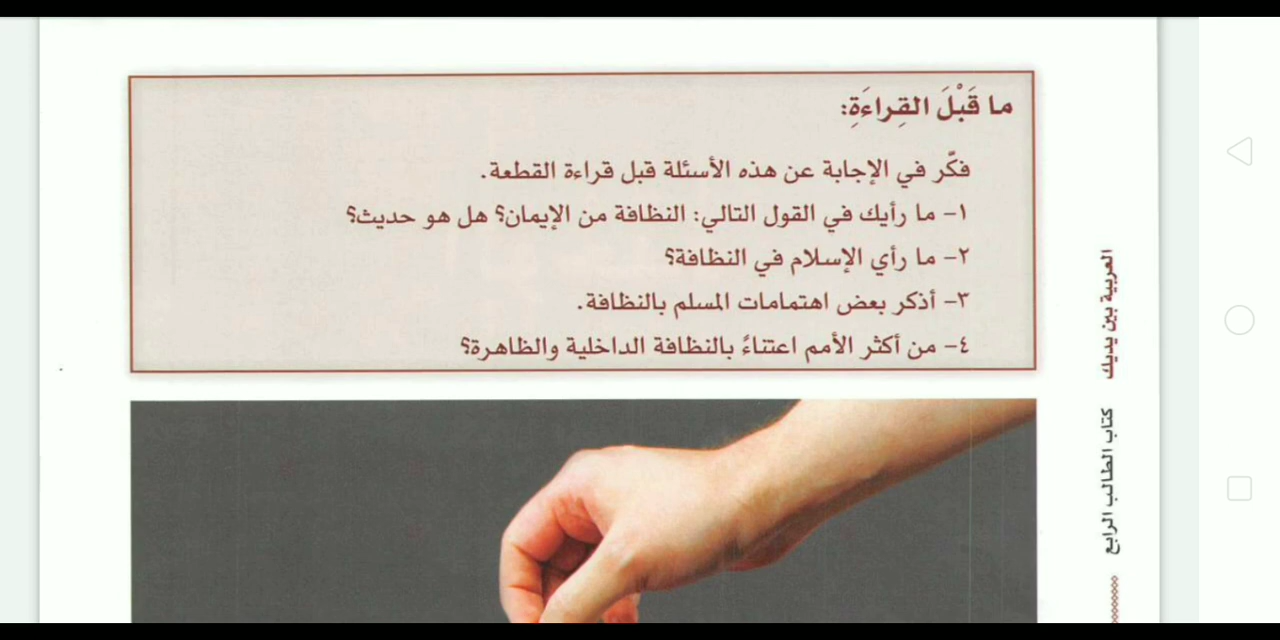 ما قَبْلَ القِراءَةِ:
فكّر في الإجابة عن هذه الأسئلة قبل قراءة القطعة.
١- ما رأيك في القول التالي: النظافة من الإيمان؟ هل هو حديث؟
٢- ما رأي الإسلام في النظافة؟
٣- أذكر بعض اهتمامات المسلم بالنظافة.
٤- من أكثر الأمم اعتناءً بالنظافة الداخلية والظاهرة؟
العربية بين يديك كتاب الطالب الرابع